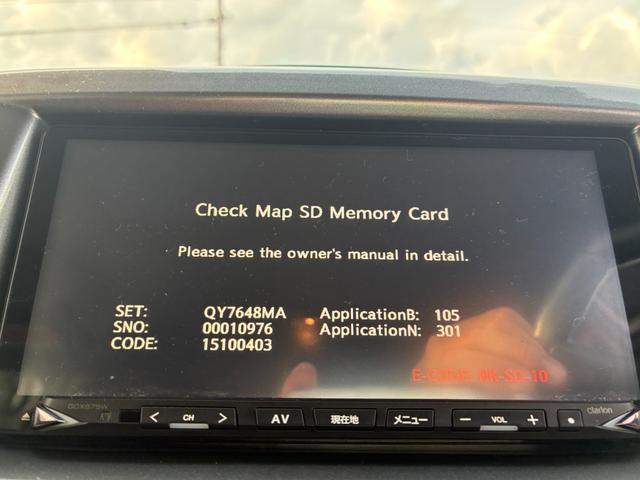 Check Map SD Memory Card
Please see the owner's manual in detail.
SET: QY7648MA ApplicationB: 105
SNO: 00010976 ApplicationN: 301
CODE: 15100403
E-CODE: WK-SD-10
CH AV 現在地 メニュー − VOL + clarion